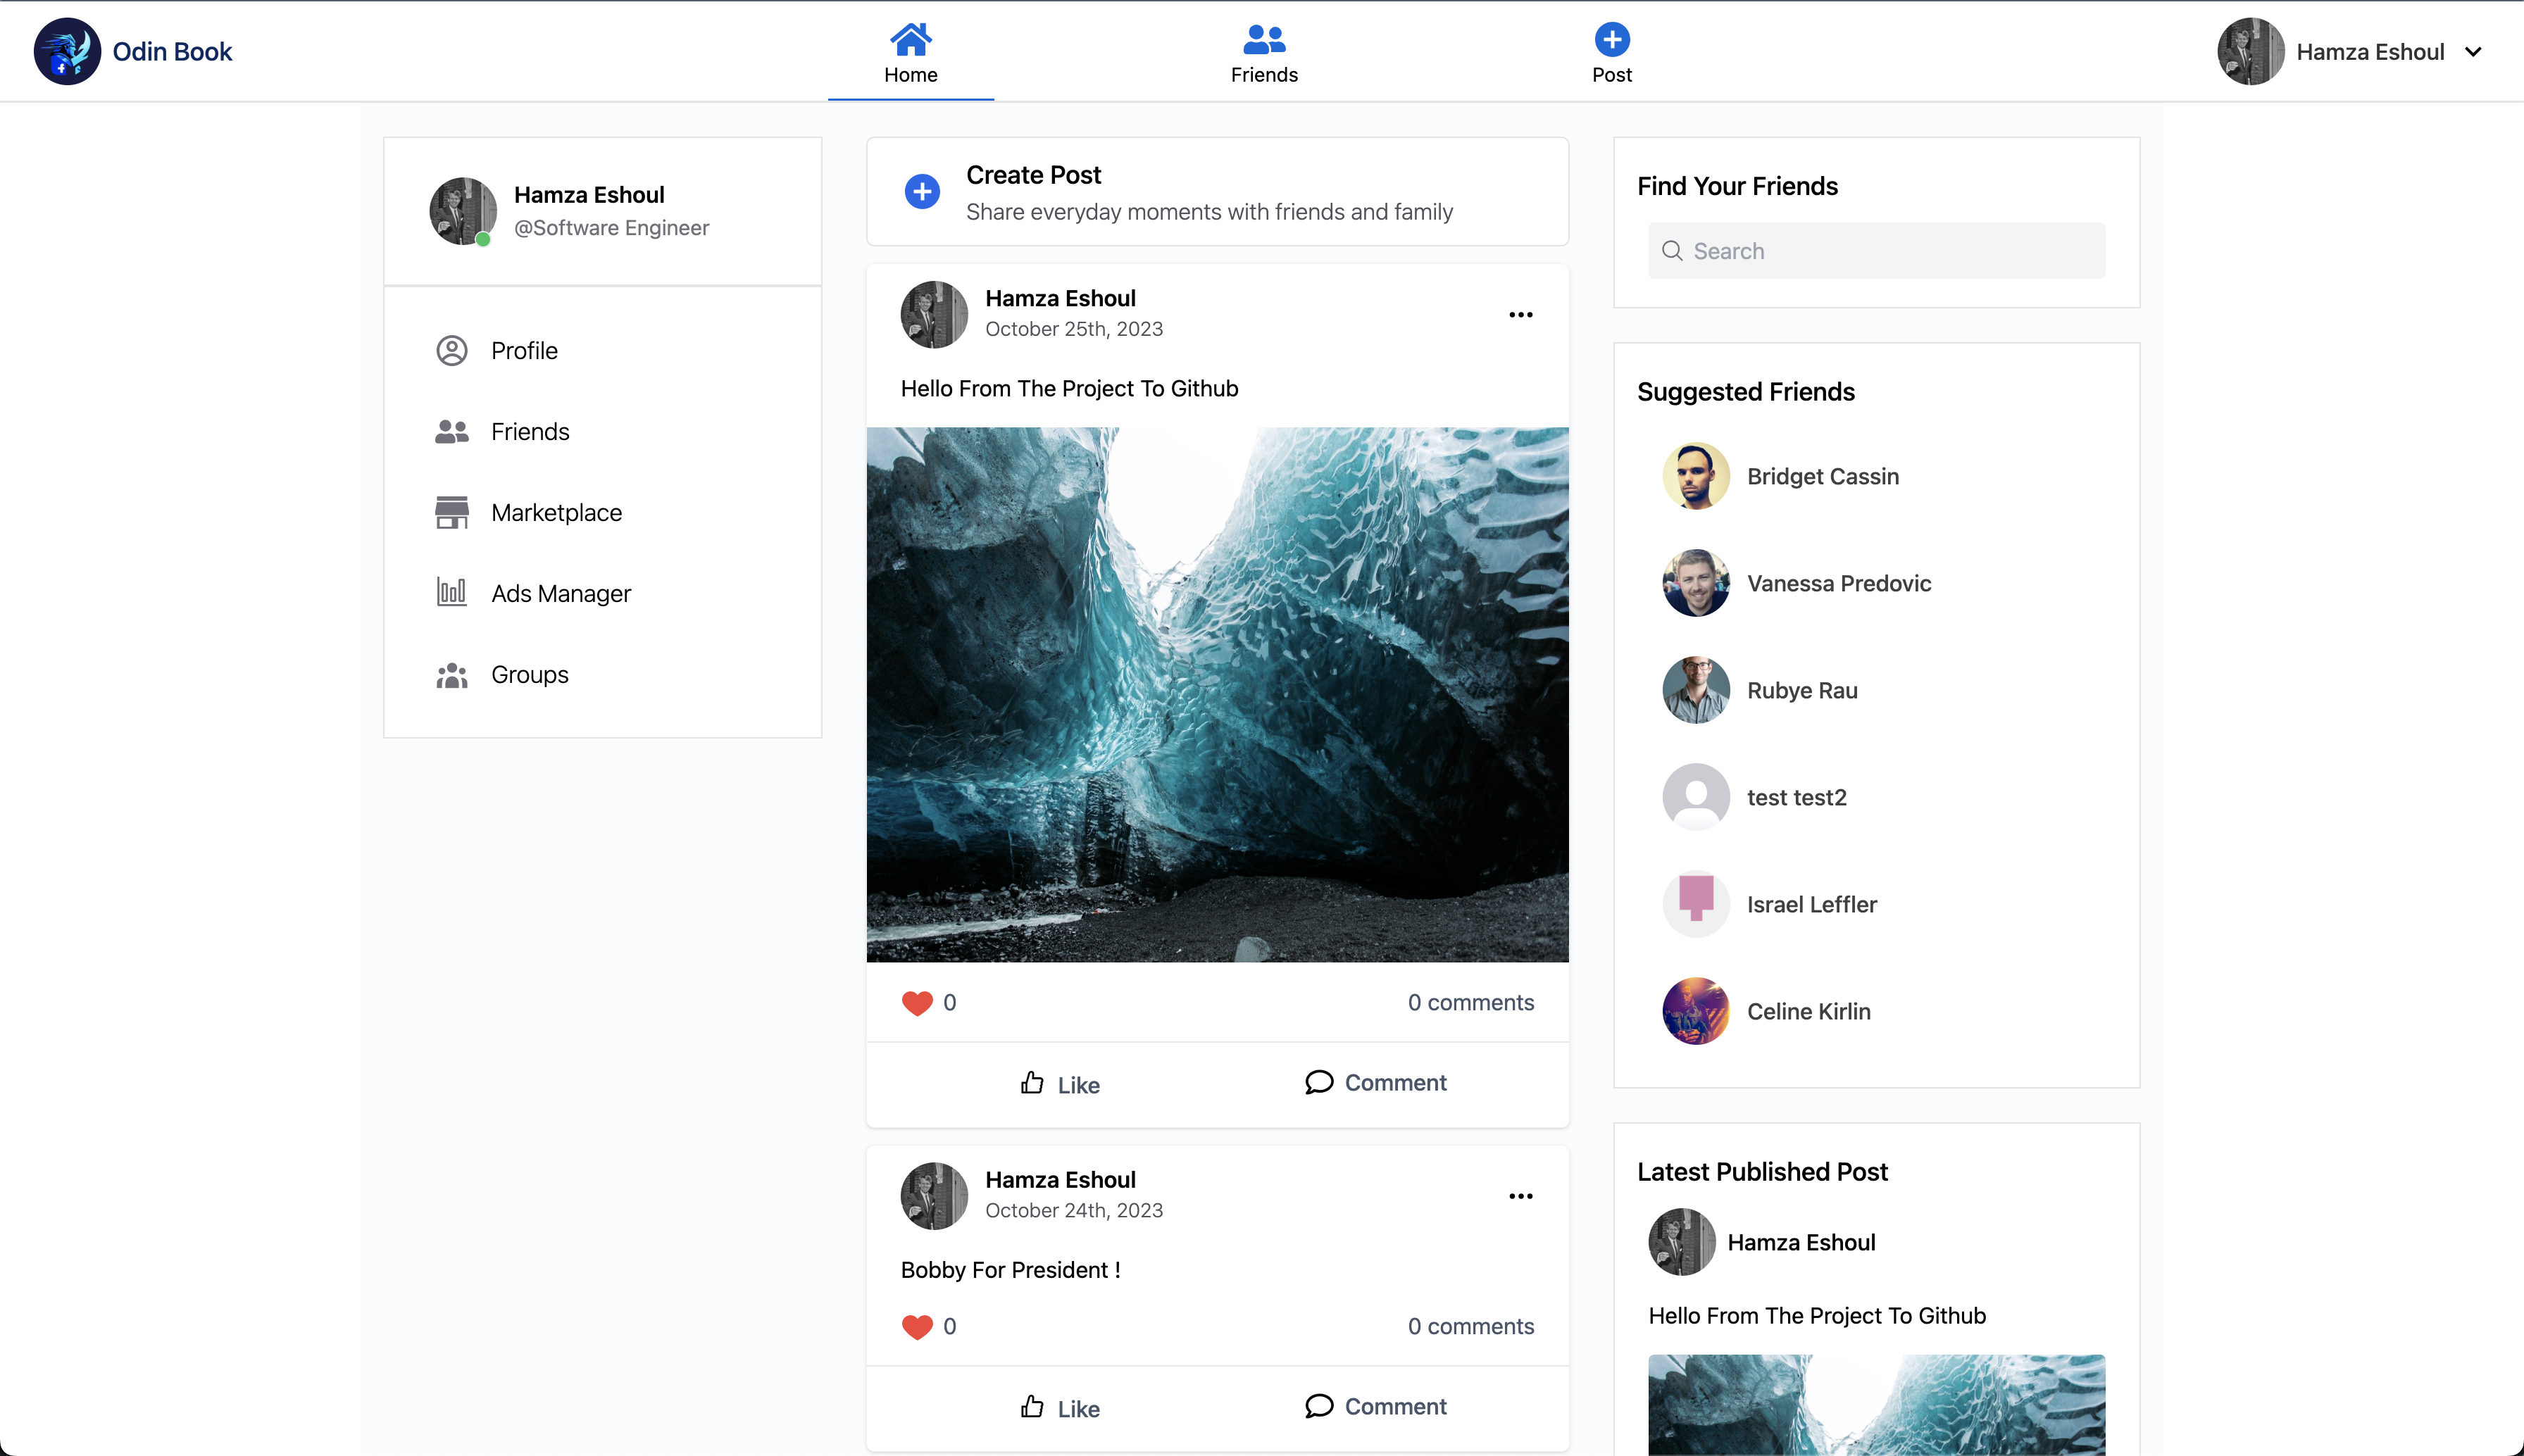 Odin Book
Home
Friends
Post
Hamza Eshoul
Hamza Eshoul
@Software Engineer
Profile
Friends
Marketplace
Ads Manager
Groups
Create Post
Share everyday moments with friends and family
Hamza Eshoul
October 25th, 2023
Hello From The Project To Github
0
0 comments
Like
Comment
Hamza Eshoul
October 24th, 2023
Bobby For President !
0
0 comments
Like
Comment
Find Your Friends
Search
Suggested Friends
Bridget Cassin
Vanessa Predovic
Rubye Rau
test test2
Israel Leffler
Celine Kirlin
Latest Published Post
Hamza Eshoul
Hello From The Project To Github